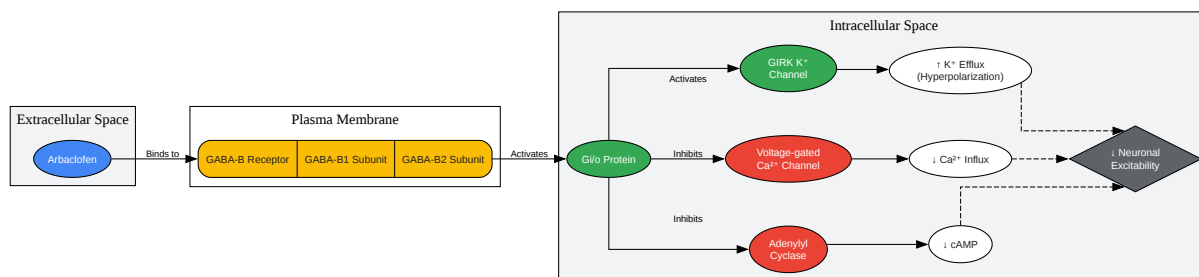 Intracellular Space
GIRK K⁺
Channel
↑ K⁺ Efflux
(Hyperpolarization)
Activates
Extracellular Space
Plasma Membrane
Arbaclofen
Binds to
GABA-B Receptor
GABA-B1 Subunit
GABA-B2 Subunit
Activates
Gi/o Protein
Inhibits
Voltage-gated
Ca²⁺ Channel
↓ Ca²⁺ Influx
↓ Neuronal
Excitability
Inhibits
Adenylyl
Cyclase
↓ cAMP